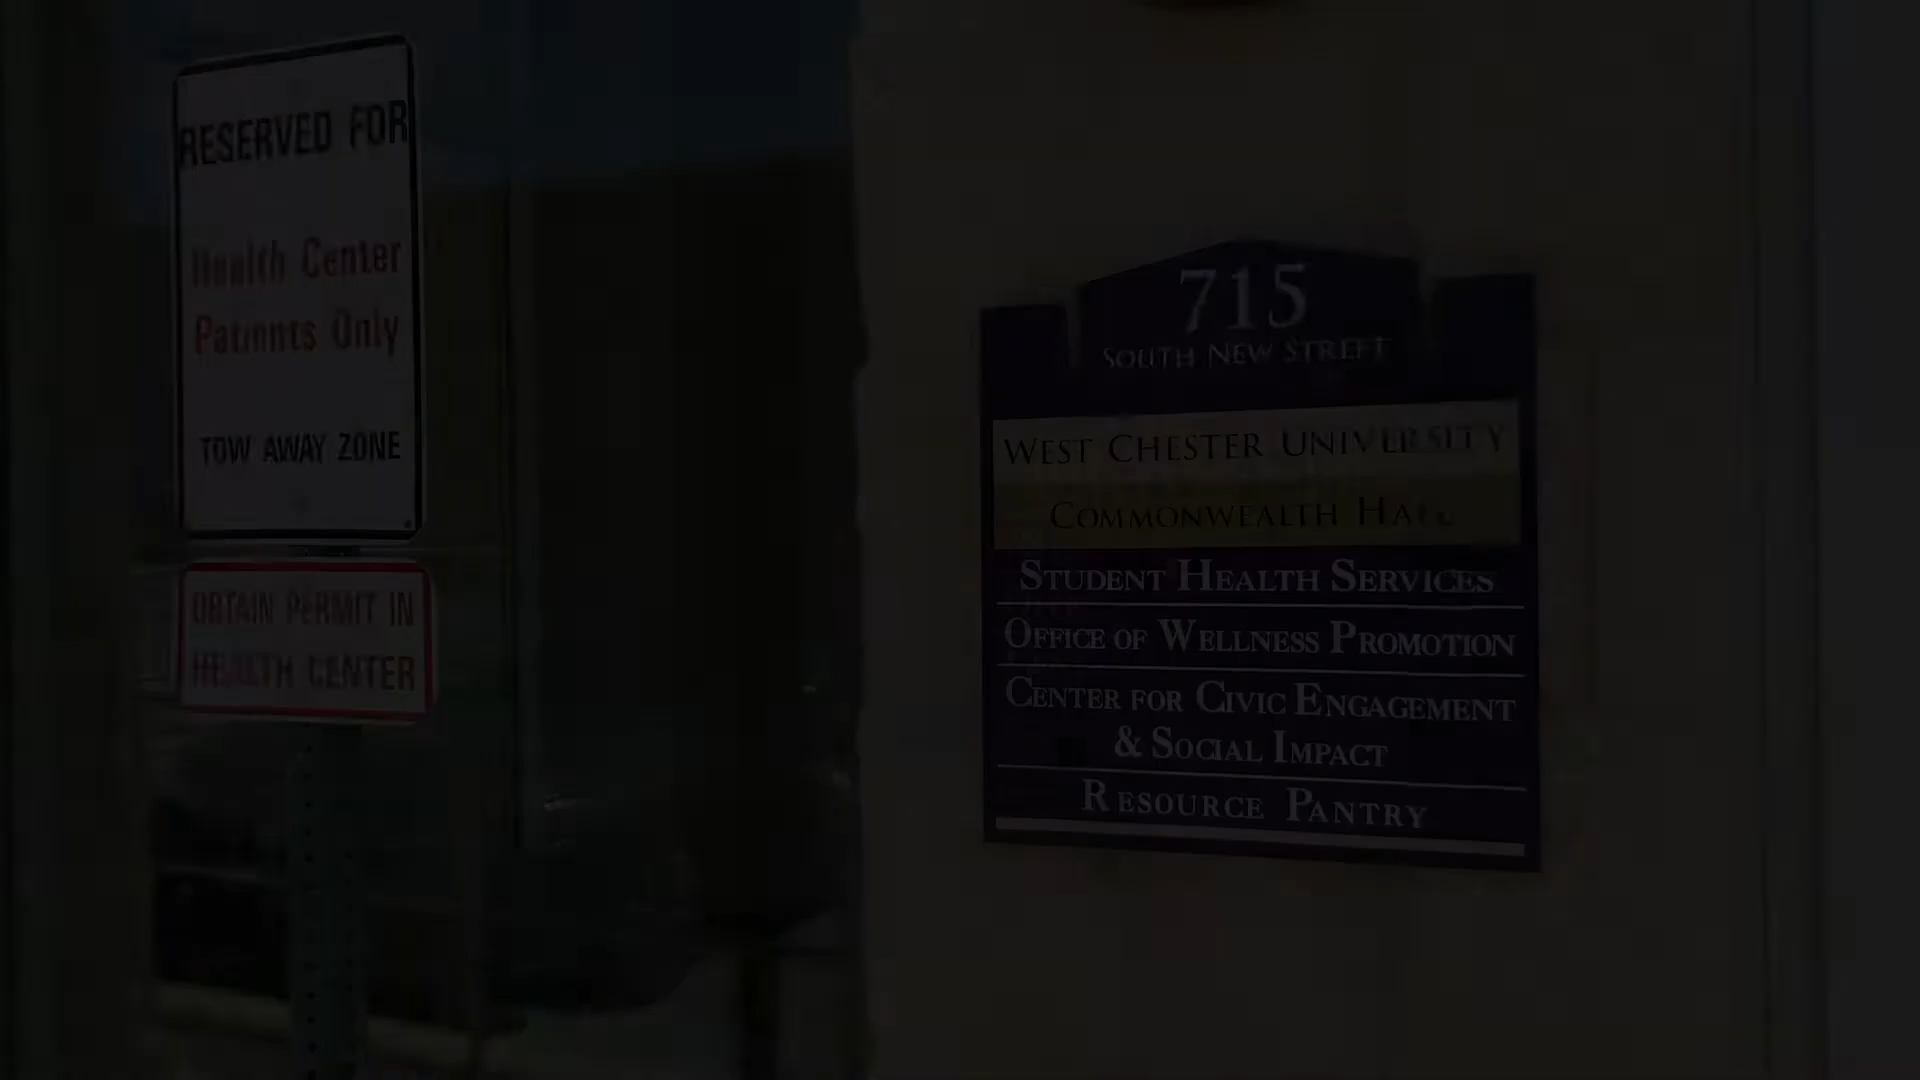 RESERVED FOR
Health Center
Patients Only
TOW AWAY ZONE
OBTAIN PERMIT IN
HEALTH CENTER
715
SOUTH NEW STREET
WEST CHESTER UNIVERSITY
COMMONWEALTH HALL
STUDENT HEALTH SERVICES
OFFICE OF WELLNESS PROMOTION
CENTER FOR CIVIC ENGAGEMENT
& SOCIAL IMPACT
RESOURCE PANTRY